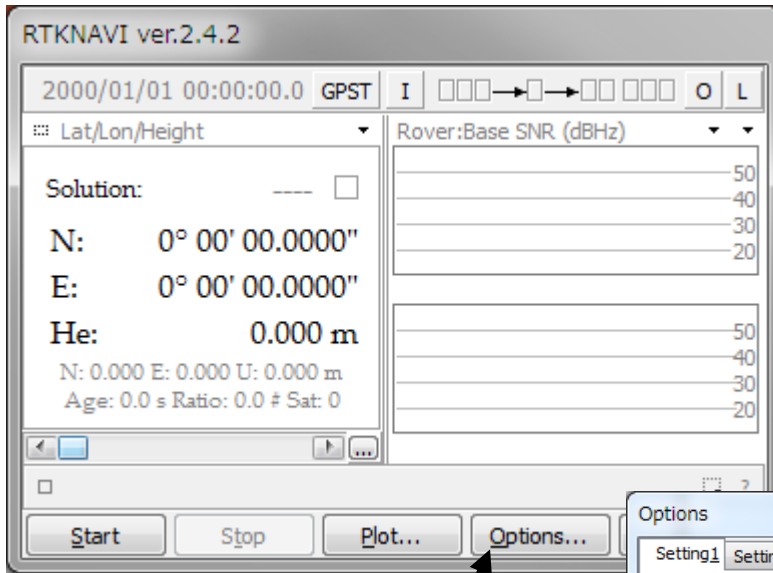 RTKNAVI ver.2.4.2
2000/01/01 00:00:00.0 GPST I O L
Lat/Lon/Height
Rover:Base SNR (dBHz)
Solution: ----
N: 0° 00' 00.0000"
E: 0° 00' 00.0000"
He: 0.000 m
N: 0.000 E: 0.000 U: 0.000 m
Age: 0.0 s Ratio: 0.0 # Sat: 0
50
40
30
20
50
40
30
20
...
?
Start Stop Plot... Options...
Options
Setting1 Settin